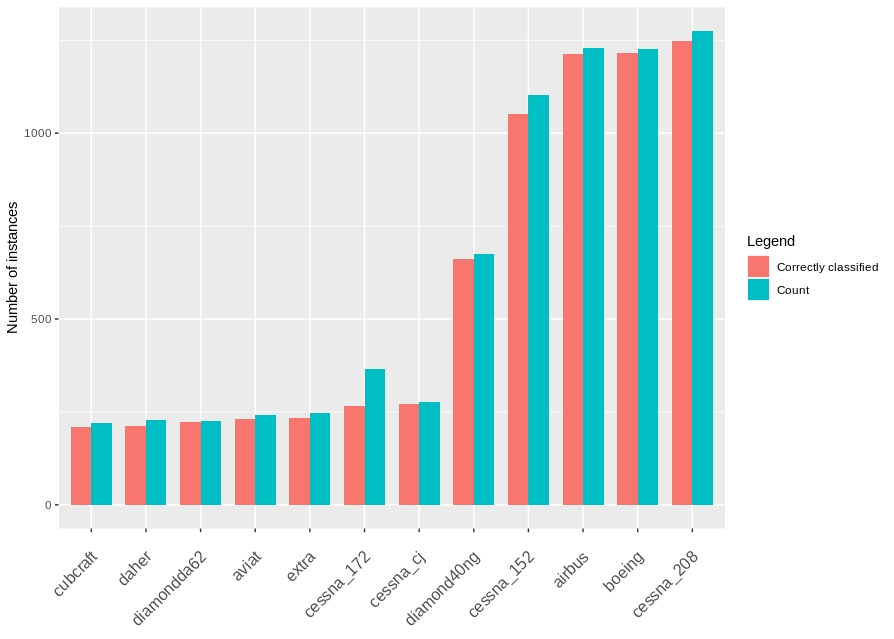 Number of instances
1000
500
0
cubcraft
daher
diamondda62
aviat
extra
cessna_172
cessna_cj
diamond40ng
cessna_152
airbus
boeing
cessna_208
Legend
Correctly classified
Count